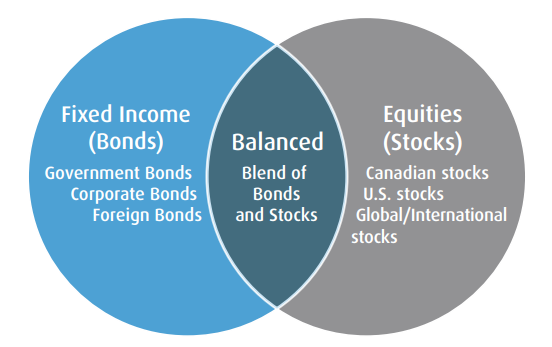 Fixed Income
(Bonds)
Government Bonds
Corporate Bonds
Foreign Bonds
Balanced
Blend of
Bonds
and Stocks
Equities
(Stocks)
Canadian stocks
U.S. stocks
Global/International
stocks